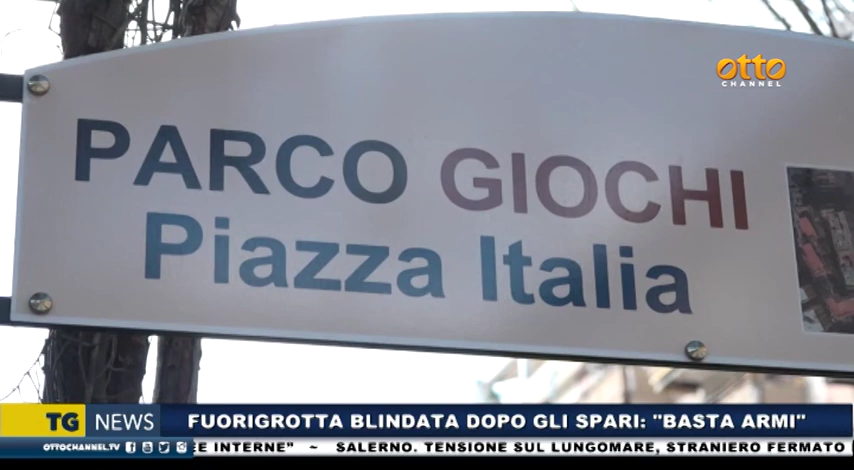 otto
CHANNEL
PARCO GIOCHI
Piazza Italia
TG NEWS
FUORIGROTTA BLINDATA DOPO GLI SPARI: "BASTA ARMI"
OTTOCHANNEL.TV
EE INTERNE” ~ SALERNO. TENSIONE SUL LUNGOMARE, STRANIERO FERMATO